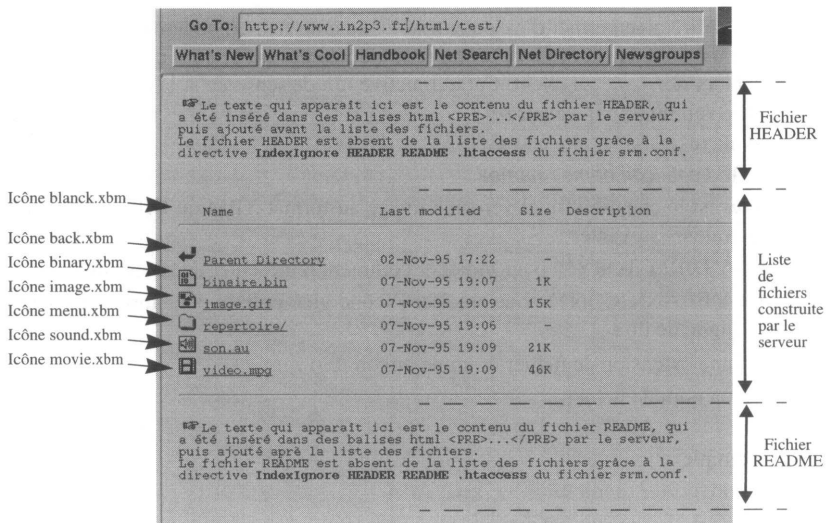 Go To: http://www.in2p3.fr/html/test/
What's New What's Cool Handbook Net Search Net Directory Newsgroups
Le texte qui apparaît ici est le contenu du fichier HEADER, qui
a été inséré dans des balises html <PRE>...</PRE> par le serveur,
puis ajouté avant la liste des fichiers.
Le fichier HEADER est absent de la liste des fichiers grâce à la
directive IndexIgnore HEADER README .htaccess du fichier srm.conf.
Fichier
HEADER
Icône blanck.xbm
Name Last modified Size Description
Icône back.xbm
Parent Directory 02-Nov-95 17:22 -
Icône binary.xbm
binaire.bin 07-Nov-95 19:07 1K
Icône image.xbm
image.gif 07-Nov-95 19:09 15K
Icône menu.xbm
repertoire/ 07-Nov-95 19:06 -
Icône sound.xbm
son.au 07-Nov-95 19:09 21K
Icône movie.xbm
video.mpg 07-Nov-95 19:09 46K
Liste
de
fichiers
construite
par le
serveur
Le texte qui apparaît ici est le contenu du fichier README, qui
a été inséré dans des balises html <PRE>...</PRE> par le serveur,
puis ajouté aprè la liste des fichiers.
Le fichier README est absent de la liste des fichiers grâce à la
directive IndexIgnore HEADER README .htaccess du fichier srm.conf.
Fichier
README